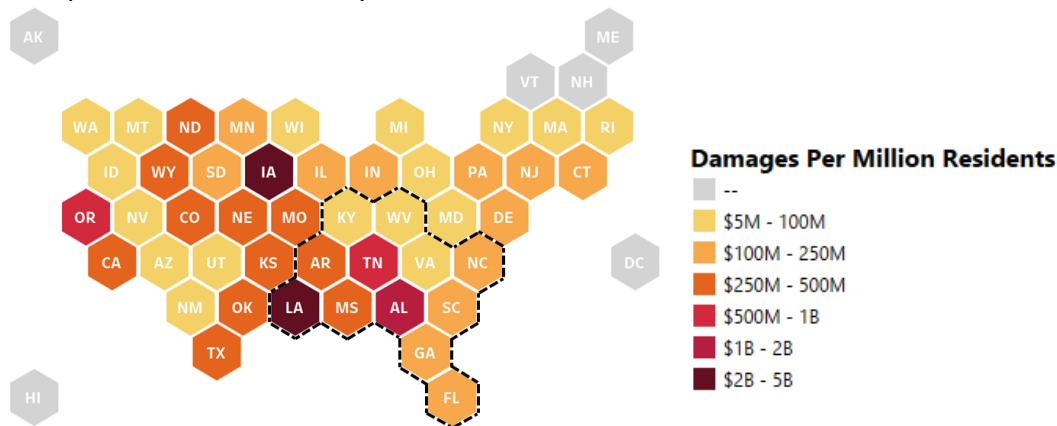 AK
ME
VT NH
WA MT ND MN WI MI NY MA RI
ID WY SD IA IL IN OH PA NJ CT
Damages Per Million Residents
--
OR NV CO NE MO KY WV MD DE
$5M - 100M
CA AZ UT KS AR TN VA NC DC
$100M - 250M
$250M - 500M
NM OK LA MS AL SC
$500M - 1B
TX GA
$1B - 2B
$2B - 5B
HI FL